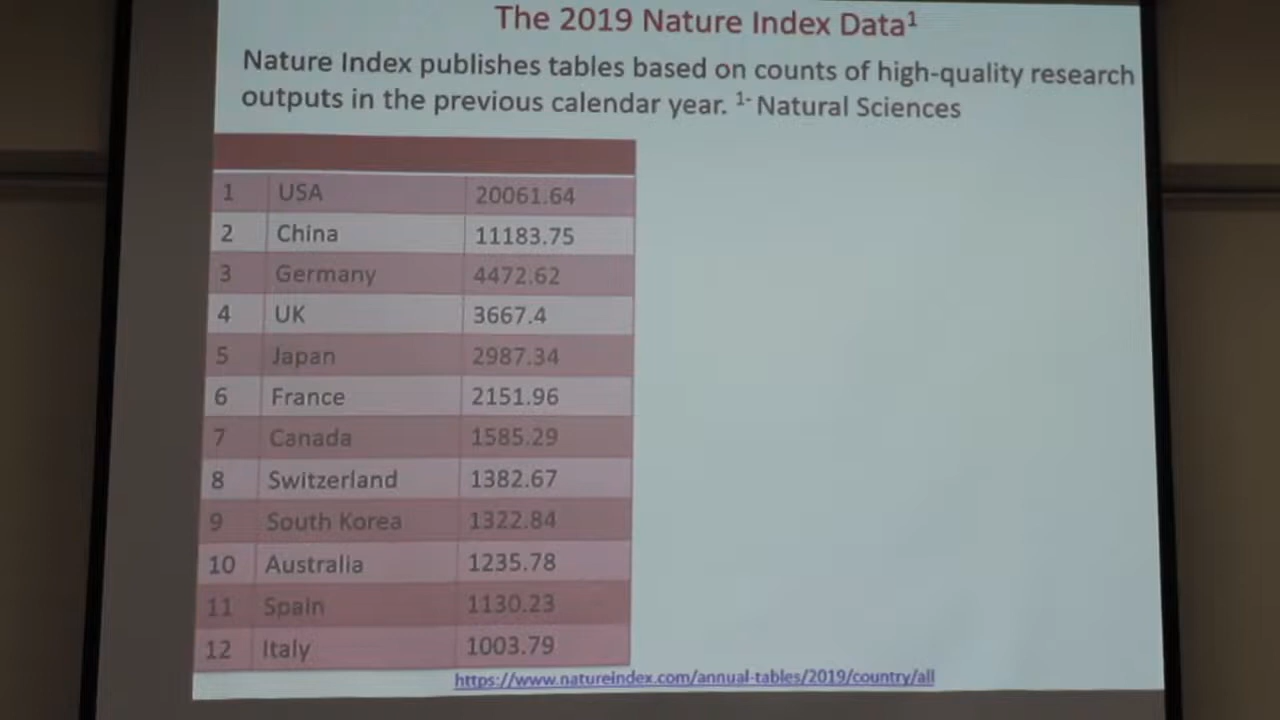 The 2019 Nature Index Data¹
Nature Index publishes tables based on counts of high-quality research
outputs in the previous calendar year. ¹⁻ Natural Sciences
1 USA 20061.64
2 China 11183.75
3 Germany 4472.62
4 UK 3667.4
5 Japan 2987.34
6 France 2151.96
7 Canada 1585.29
8 Switzerland 1382.67
9 South Korea 1322.84
10 Australia 1235.78
11 Spain 1130.23
12 Italy 1003.79
https://www.natureindex.com/annual-tables/2019/country/all